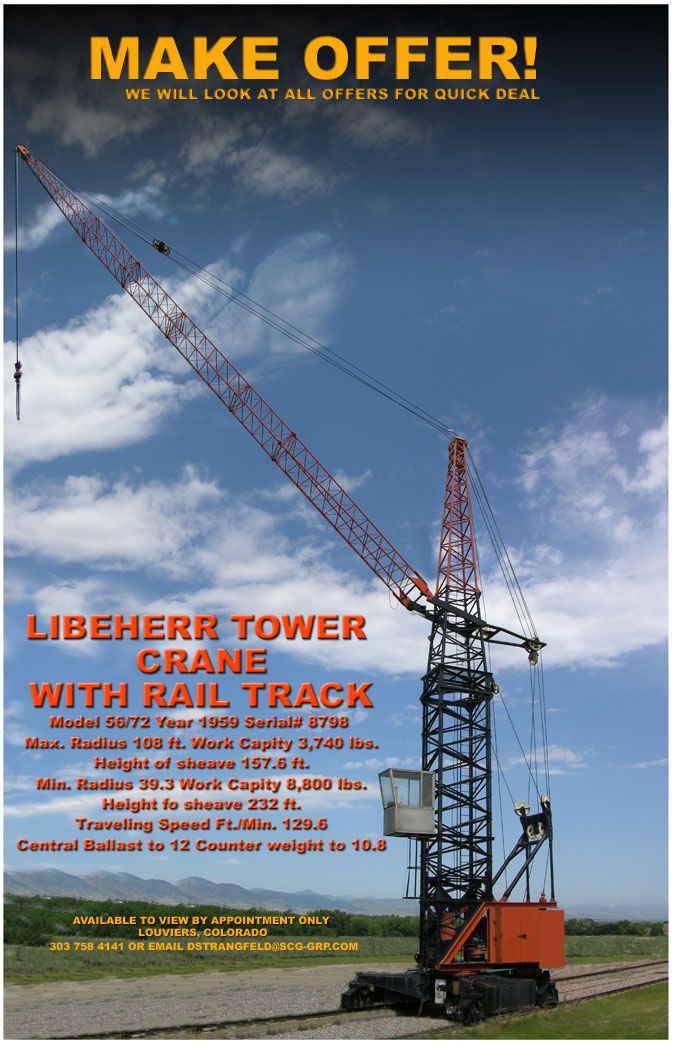 MAKE OFFER!
WE WILL LOOK AT ALL OFFERS FOR QUICK DEAL
LIBEHERR TOWER
CRANE
WITH RAIL TRACK
Model 56/72 Year 1959 Serial# 8798
Max. Radius 108 ft. Work Capity 3,740 lbs.
Height of sheave 157.6 ft.
Min. Radius 39.3 Work Capity 8,800 lbs.
Height fo sheave 232 ft.
Traveling Speed Ft./Min. 129.6
Central Ballast to 12 Counter weight to 10.8
AVAILABLE TO VIEW BY APPOINTMENT ONLY
LOUVIERS, COLORADO
303 758 4141 OR EMAIL DSTRANGFELD@SCG-GRP.COM